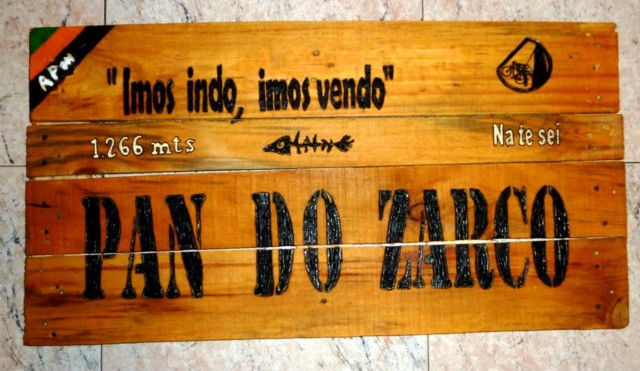 APM
"Imos indo, imos vendo"
1.266 mts
Na te sei
PAN DO ZARCO